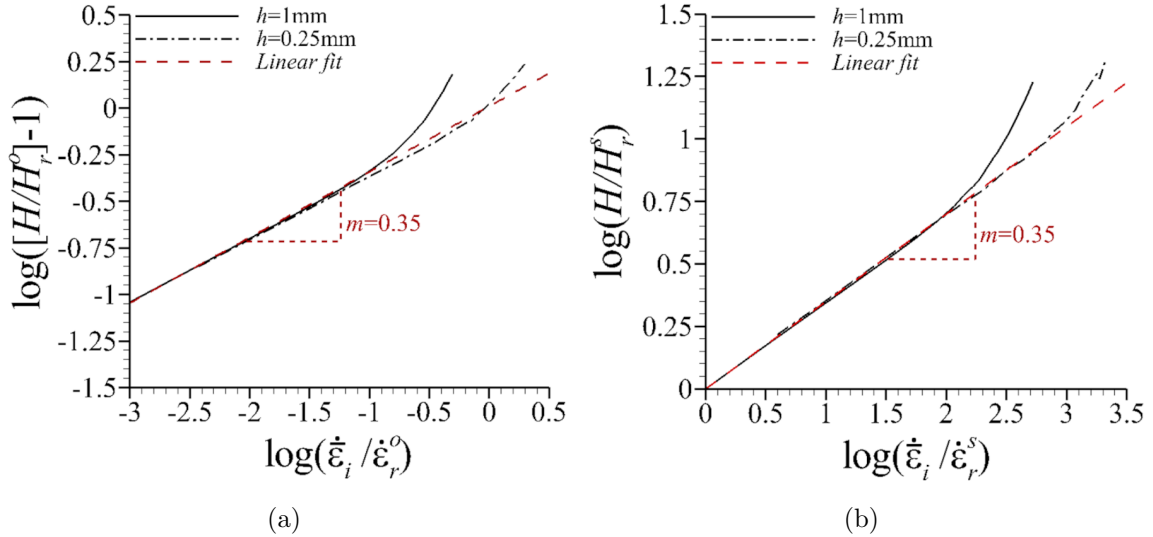 h=1mm
h=0.25mm
Linear fit
0.5
0.25
0
-0.25
-0.5
-0.75
-1
-1.25
-1.5
log([H/H_r^o]-1)
m=0.35
-3 -2.5 -2 -1.5 -1 -0.5 0 0.5
log(ε̄̇_i/ε̇_r^o)
(a)
h=1mm
h=0.25mm
Linear fit
1.5
1.25
1
0.75
0.5
0.25
0
log(H/H_r^s)
m=0.35
0 0.5 1 1.5 2 2.5 3 3.5
log(ε̄̇_i/ε̇_r^s)
(b)